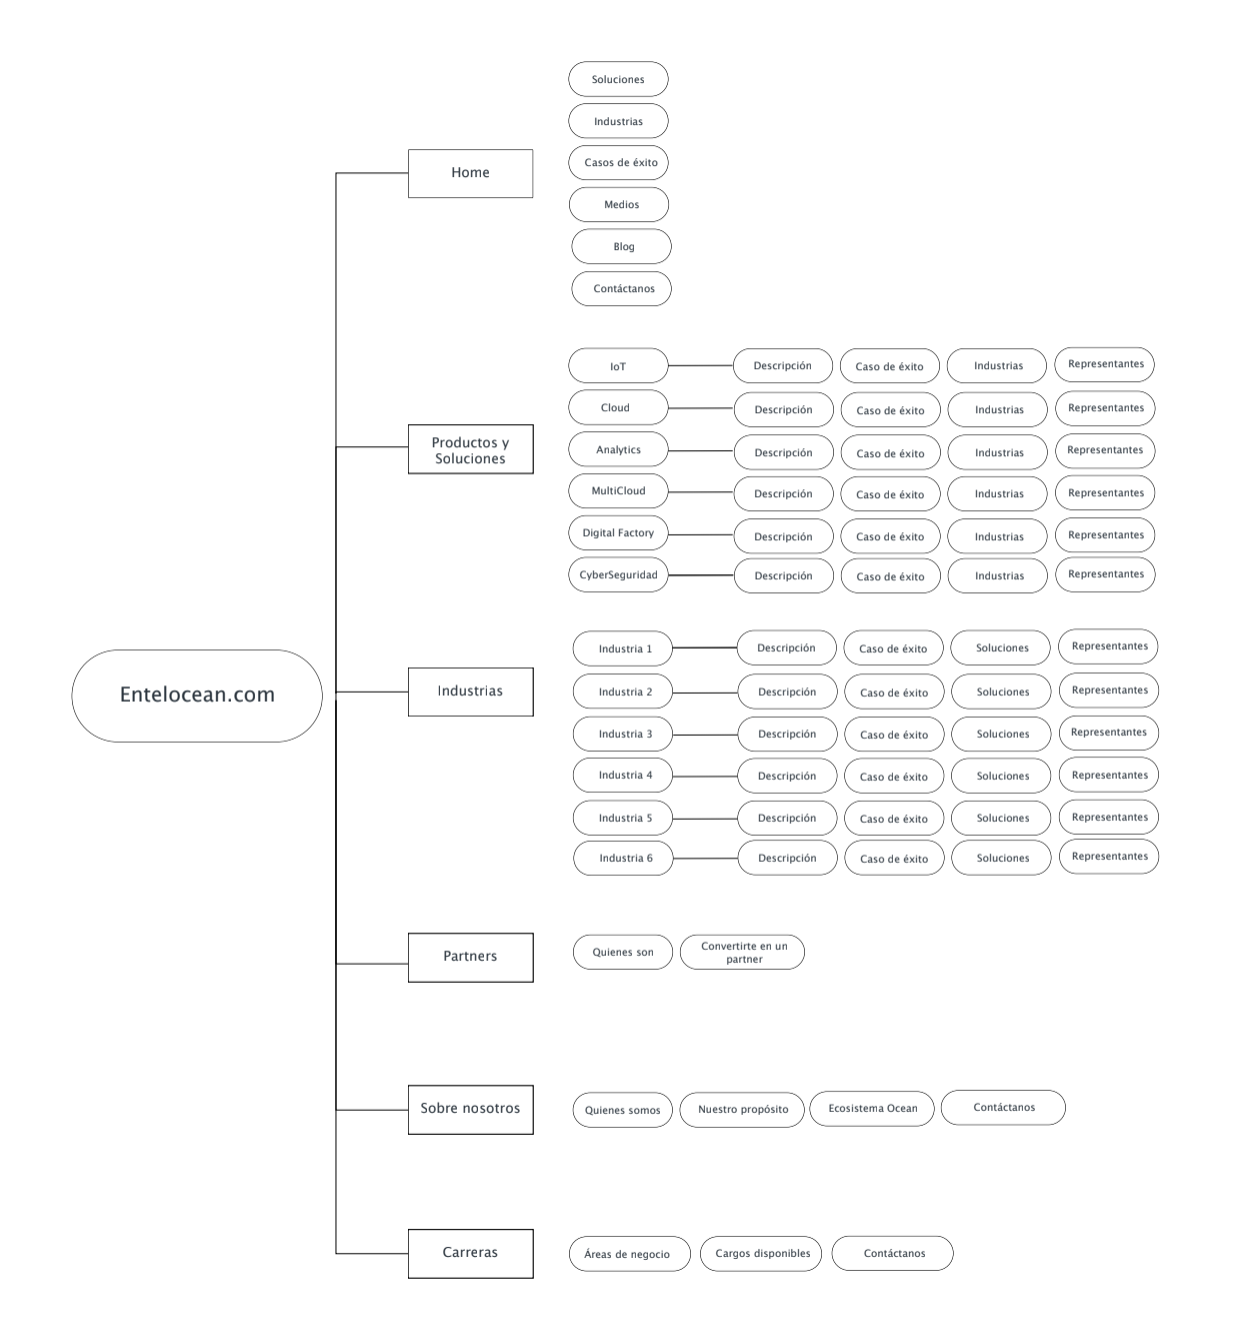 Soluciones
Industrias
Casos de éxito
Home
Medios
Blog
Contáctanos
IoT Descripción Caso de éxito Industrias Representantes
Cloud Descripción Caso de éxito Industrias Representantes
Productos y
Soluciones
Analytics Descripción Caso de éxito Industrias Representantes
MultiCloud Descripción Caso de éxito Industrias Representantes
Digital Factory Descripción Caso de éxito Industrias Representantes
CyberSeguridad Descripción Caso de éxito Industrias Representantes
Industria 1 Descripción Caso de éxito Soluciones Representantes
Entelocean.com
Industrias
Industria 2 Descripción Caso de éxito Soluciones Representantes
Industria 3 Descripción Caso de éxito Soluciones Representantes
Industria 4 Descripción Caso de éxito Soluciones Representantes
Industria 5 Descripción Caso de éxito Soluciones Representantes
Industria 6 Descripción Caso de éxito Soluciones Representantes
Partners
Quienes son
Convertirte en un
partner
Sobre nosotros
Quienes somos Nuestro propósito Ecosistema Ocean Contáctanos
Carreras
Áreas de negocio Cargos disponibles Contáctanos